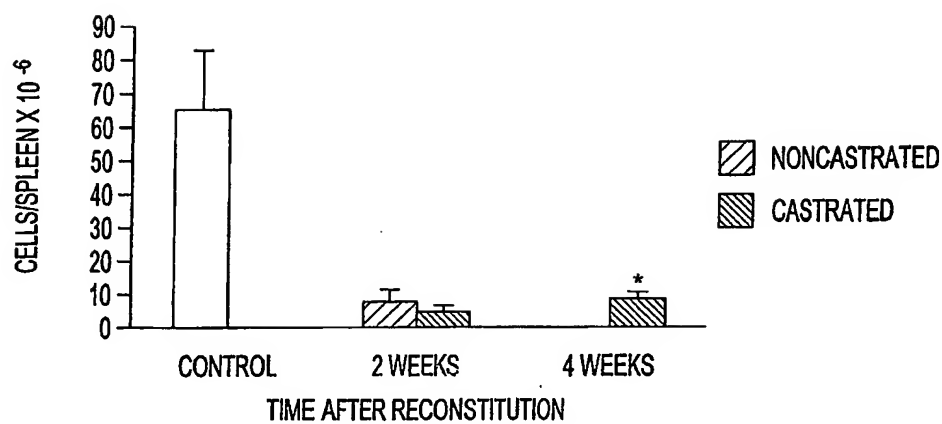 CELLS/SPLEEN X 10 -6
90
80
70
60
50
40
30
20
10
0
*
CONTROL
2 WEEKS
4 WEEKS
TIME AFTER RECONSTITUTION
NONCASTRATED
CASTRATED